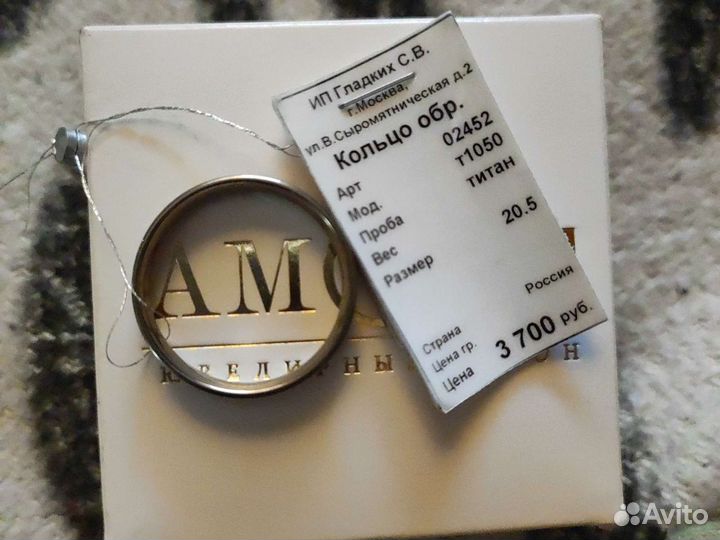 ИП Гладких С.В.
г.Москва,
ул.В.Сыромятническая д.2
Кольцо обр.
Арт 02452
Мод. т1050
Проба титан
Вес
Размер 20.5
Страна Россия
Цена гр.
Цена 3 700 руб.
Avito